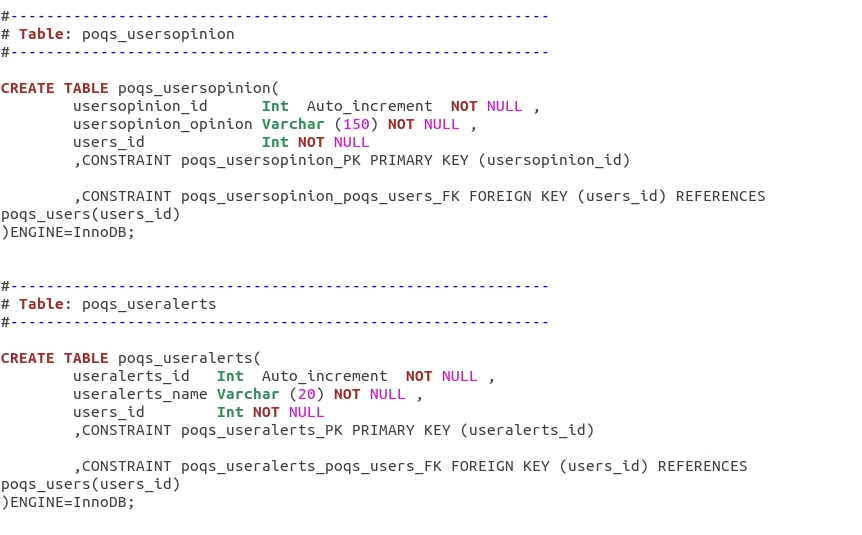 #------------------------------------------------------------
# Table: poqs_usersopinion
#------------------------------------------------------------
CREATE TABLE poqs_usersopinion(
        usersopinion_id      Int  Auto_increment  NOT NULL ,
        usersopinion_opinion Varchar (150) NOT NULL ,
        users_id             Int NOT NULL
        ,CONSTRAINT poqs_usersopinion_PK PRIMARY KEY (usersopinion_id)
        ,CONSTRAINT poqs_usersopinion_poqs_users_FK FOREIGN KEY (users_id) REFERENCES
poqs_users(users_id)
)ENGINE=InnoDB;
#------------------------------------------------------------
# Table: poqs_useralerts
#------------------------------------------------------------
CREATE TABLE poqs_useralerts(
        useralerts_id   Int  Auto_increment  NOT NULL ,
        useralerts_name Varchar (20) NOT NULL ,
        users_id        Int NOT NULL
        ,CONSTRAINT poqs_useralerts_PK PRIMARY KEY (useralerts_id)
        ,CONSTRAINT poqs_useralerts_poqs_users_FK FOREIGN KEY (users_id) REFERENCES
poqs_users(users_id)
)ENGINE=InnoDB;